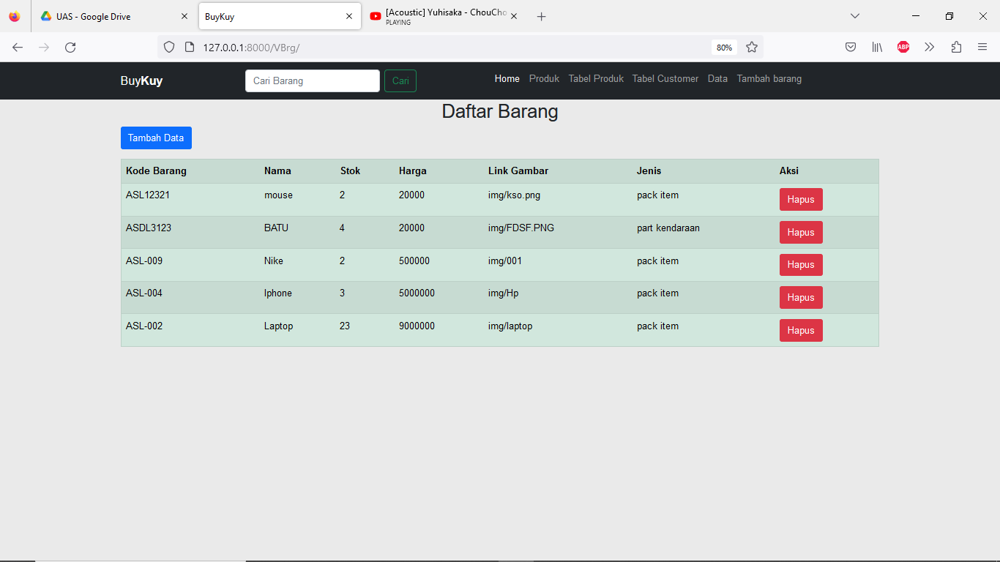 UAS - Google Drive
BuyKuy
[Acoustic] Yuhisaka - ChouCho
PLAYING
127.0.0.1:8000/VBrg/
80%
ABP
BuyKuy
Cari Barang
Cari
Home Produk Tabel Produk Tabel Customer Data Tambah barang
Daftar Barang
Tambah Data
Kode Barang Nama Stok Harga Link Gambar Jenis Aksi
ASL12321 mouse 2 20000 img/kso.png pack item Hapus
ASDL3123 BATU 4 20000 img/FDSF.PNG part kendaraan Hapus
ASL-009 Nike 2 500000 img/001 pack item Hapus
ASL-004 Iphone 3 5000000 img/Hp pack item Hapus
ASL-002 Laptop 23 9000000 img/laptop pack item Hapus